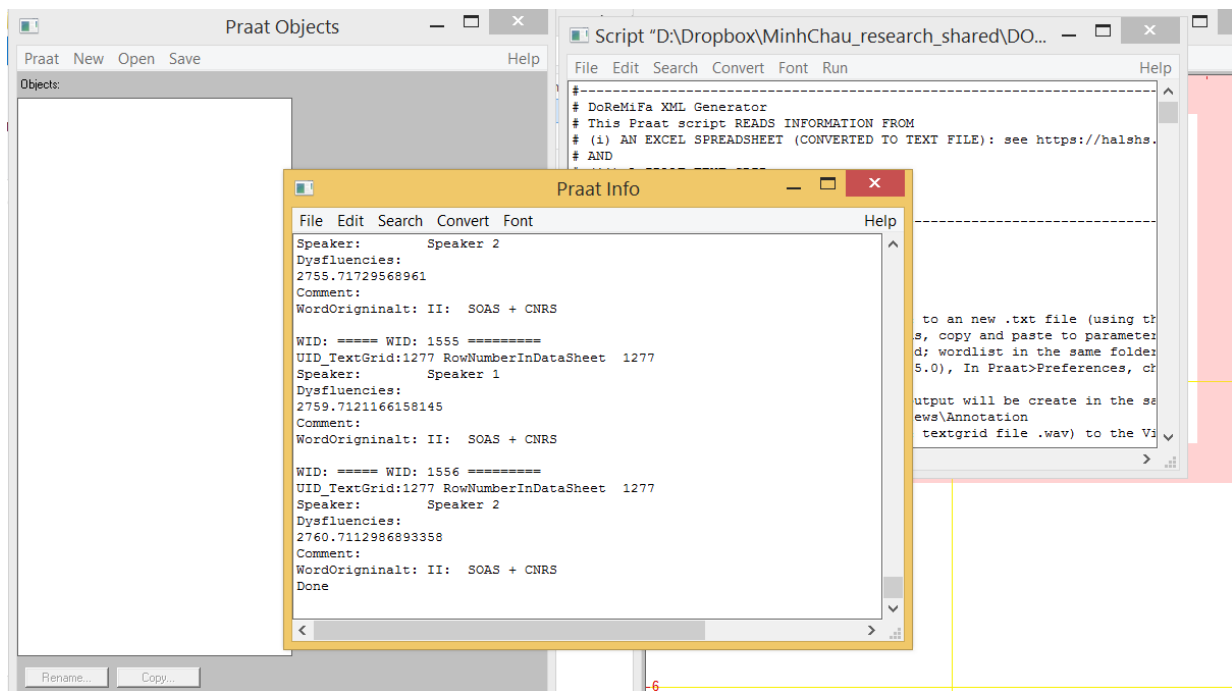 Praat Objects
Praat New Open Save Help
Objects:
Rename... Copy...
Script "D:\Dropbox\MinhChau_research_shared\DO...
File Edit Search Convert Font Run Help
#----------------------------------------------------------------------
# DoReMiFa XML Generator
# This Praat script READS INFORMATION FROM
# (i) AN EXCEL SPREADSHEET (CONVERTED TO TEXT FILE): see https://halshs.
# AND
to an new .txt file (using th
s, copy and paste to parameter
d; wordlist in the same folder
5.0), In Praat>Preferences, ch
utput will be create in the sa
ews\Annotation
textgrid file .wav) to the Vi
Praat Info
File Edit Search Convert Font Help
Speaker: Speaker 2
Dysfluencies:
2755.71729568961
Comment:
WordOrigninalt: II: SOAS + CNRS
WID: ===== WID: 1555 =========
UID_TextGrid:1277 RowNumberInDataSheet 1277
Speaker: Speaker 1
Dysfluencies:
2759.7121166158145
Comment:
WordOrigninalt: II: SOAS + CNRS
WID: ===== WID: 1556 =========
UID_TextGrid:1277 RowNumberInDataSheet 1277
Speaker: Speaker 2
Dysfluencies:
2760.7112986893358
Comment:
WordOrigninalt: II: SOAS + CNRS
Done
-6